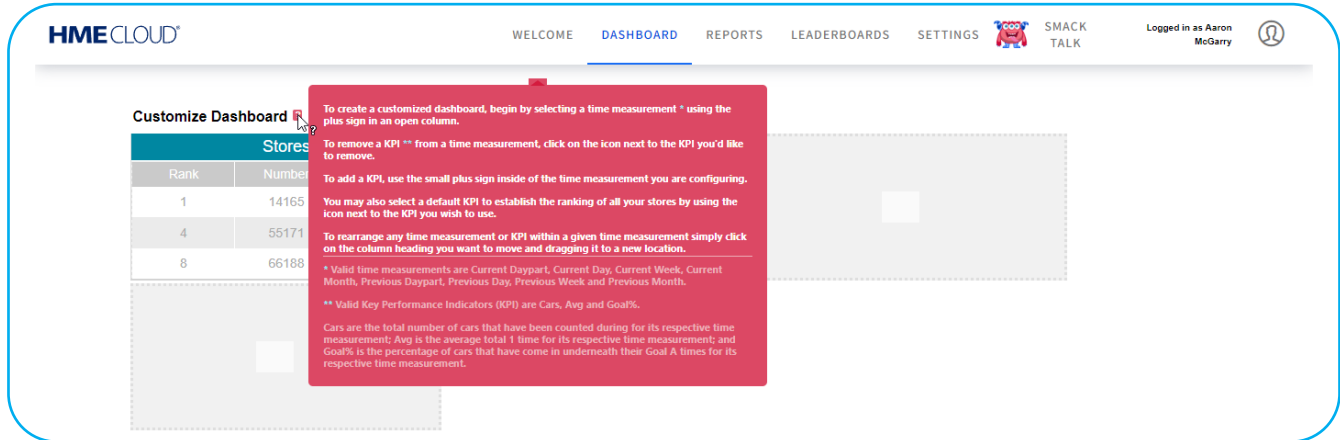 HME CLOUD®
WELCOME DASHBOARD REPORTS LEADERBOARDS SETTINGS SMACK TALK Logged in as Aaron McGarry
Customize Dashboard
Stores
Rank Number
1 14165
4 55171
8 66188
To create a customized dashboard, begin by selecting a time measurement * using the
plus sign in an open column.
To remove a KPI ** from a time measurement, click on the icon next to the KPI you'd like
to remove.
To add a KPI, use the small plus sign inside of the time measurement you are configuring.
You may also select a default KPI to establish the ranking of all your stores by using the
icon next to the KPI you wish to use.
To rearrange any time measurement or KPI within a given time measurement simply click
on the column heading you want to move and dragging it to a new location.
* Valid time measurements are Current Daypart, Current Day, Current Week, Current
Month, Previous Daypart, Previous Day, Previous Week and Previous Month.
** Valid Key Performance Indicators (KPI) are Cars, Avg and Goal%.
Cars are the total number of cars that have been counted during for its respective time
measurement; Avg is the average total 1 time for its respective time measurement; and
Goal% is the percentage of cars that have come in underneath their Goal A times for its
respective time measurement.